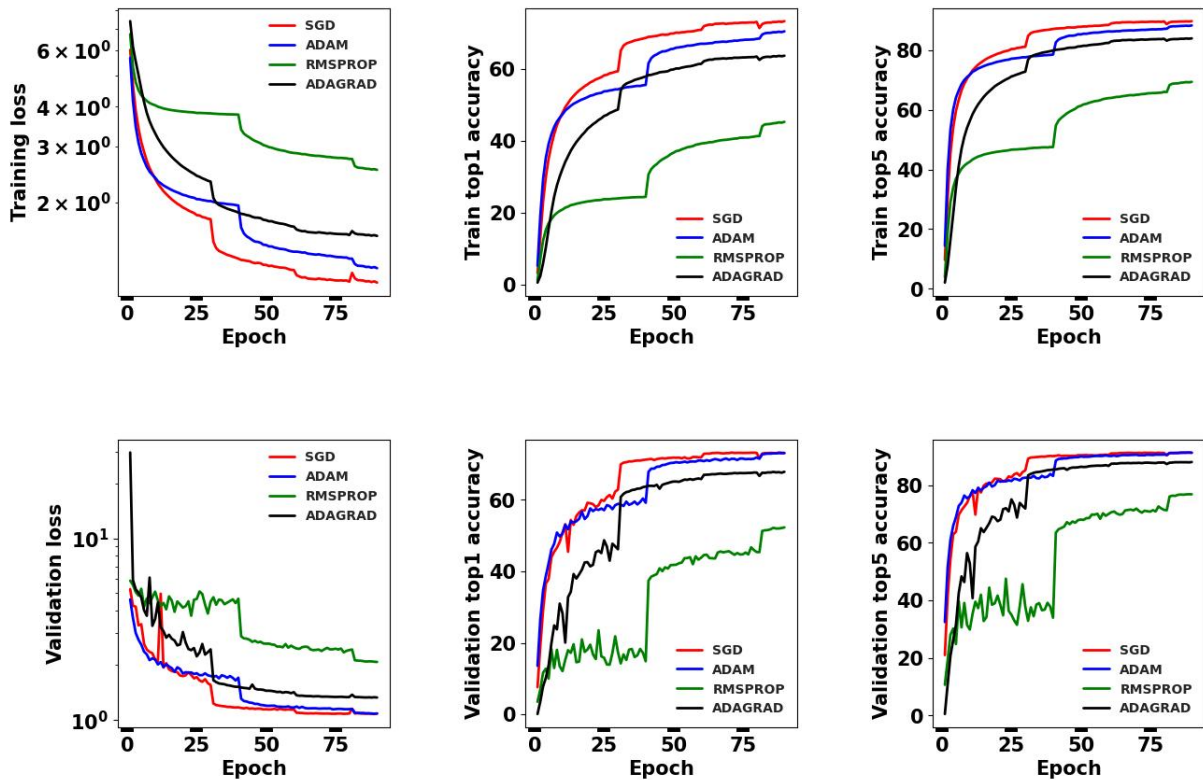 Training loss
6 × 10⁰
4 × 10⁰
3 × 10⁰
2 × 10⁰
SGD
ADAM
RMSPROP
ADAGRAD
0 25 50 75
Epoch
Train top1 accuracy
60
40
20
0
SGD
ADAM
RMSPROP
ADAGRAD
0 25 50 75
Epoch
Train top5 accuracy
80
60
40
20
0
SGD
ADAM
RMSPROP
ADAGRAD
0 25 50 75
Epoch
Validation loss
10¹
10⁰
SGD
ADAM
RMSPROP
ADAGRAD
0 25 50 75
Epoch
Validation top1 accuracy
60
40
20
0
SGD
ADAM
RMSPROP
ADAGRAD
0 25 50 75
Epoch
Validation top5 accuracy
80
60
40
20
0
SGD
ADAM
RMSPROP
ADAGRAD
0 25 50 75
Epoch